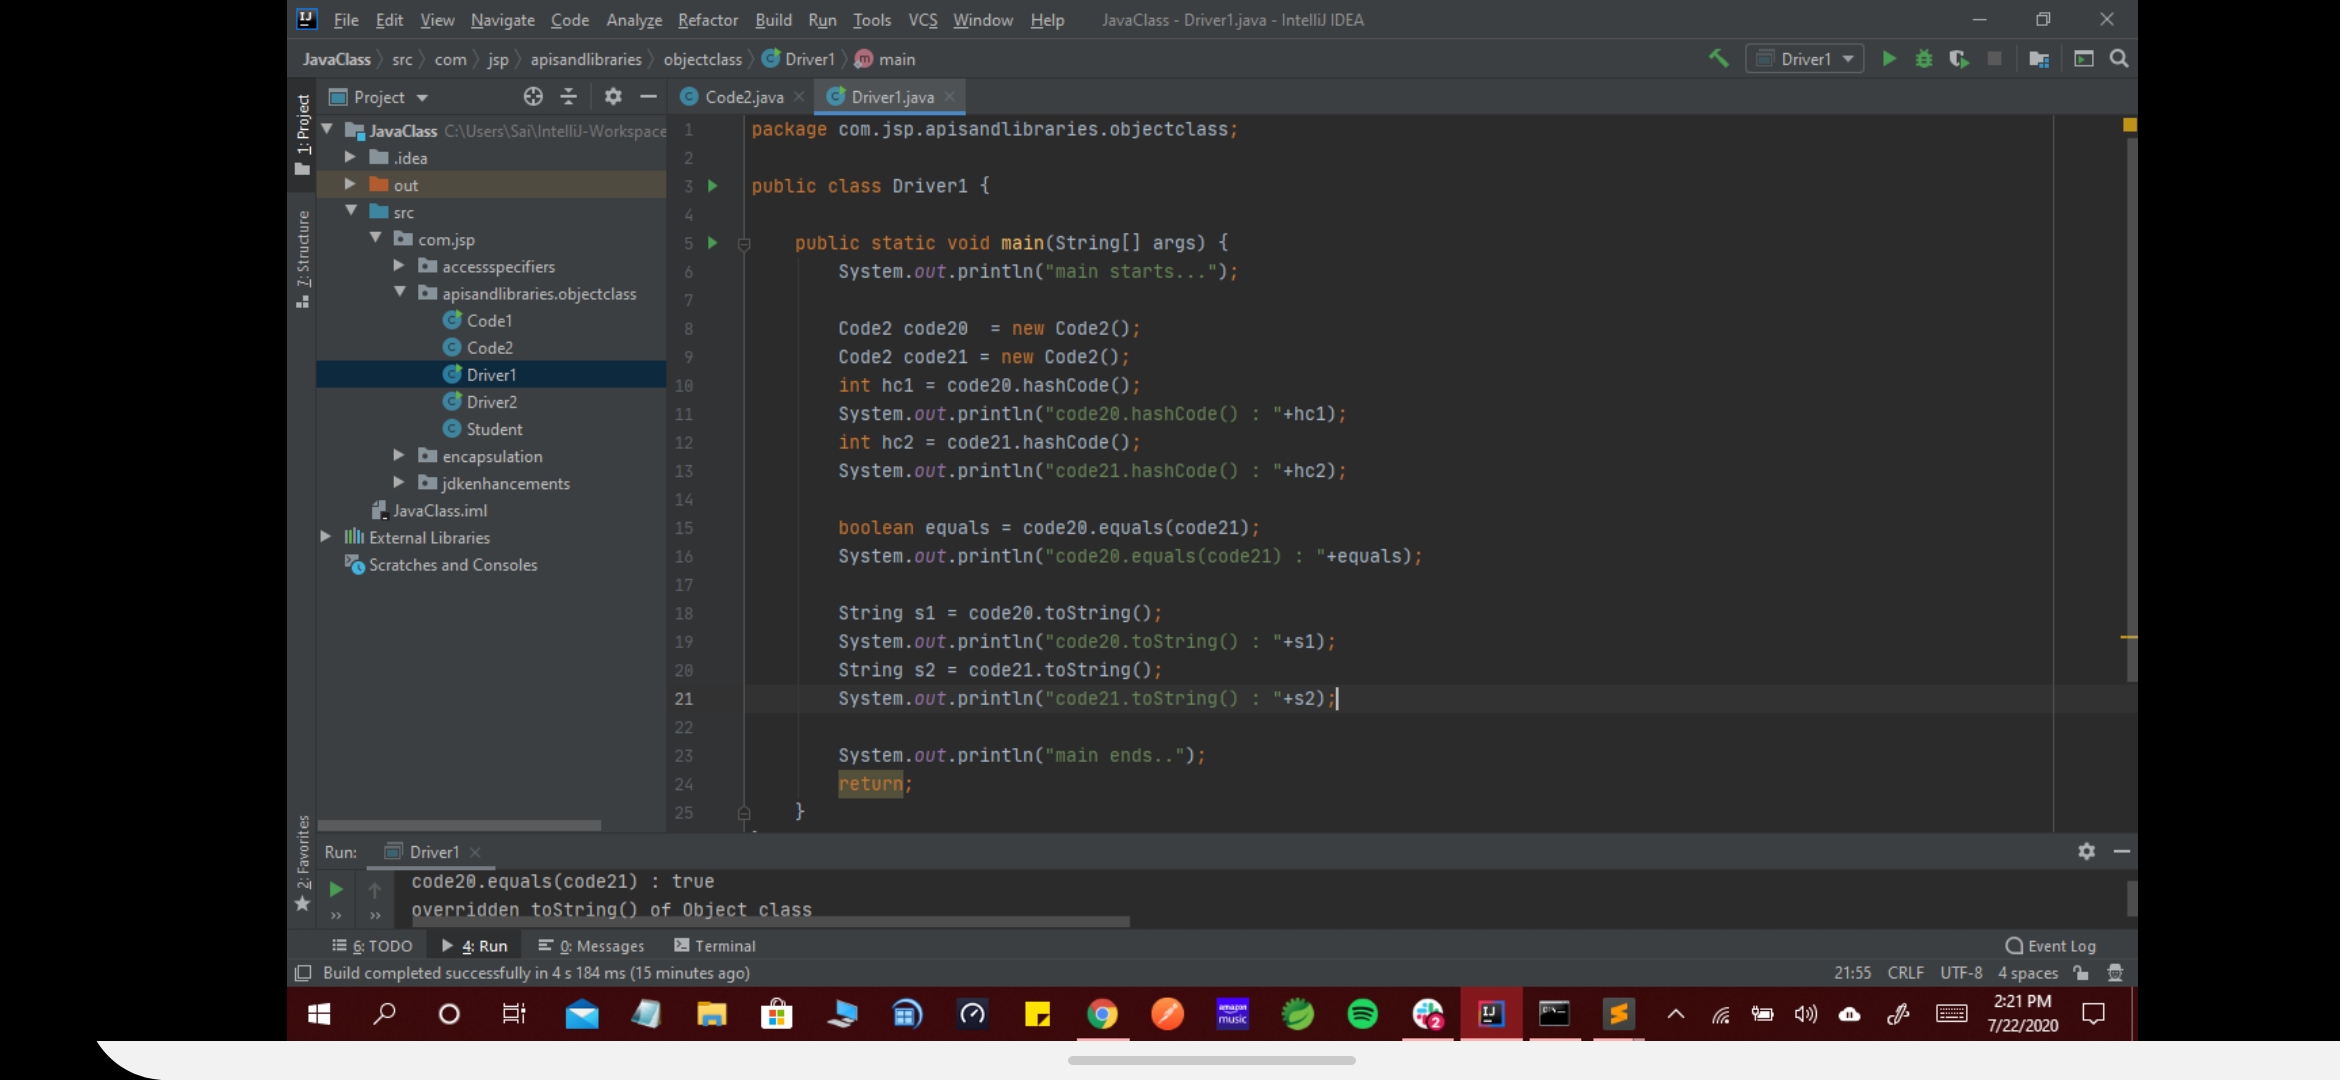 File Edit View Navigate Code Analyze Refactor Build Run Tools VCS Window Help JavaClass - Driver1.java - IntelliJ IDEA
JavaClass src com jsp apisandlibraries objectclass Driver1 main
Driver1
1: Project
7: Structure
2: Favorites
Project
JavaClass C:\Users\Sai\IntelliJ-Workspace
.idea
out
src
com.jsp
accessspecifiers
apisandlibraries.objectclass
Code1
Code2
Driver1
Driver2
Student
encapsulation
jdkenhancements
JavaClass.iml
External Libraries
Scratches and Consoles
Code2.java Driver1.java
1 package com.jsp.apisandlibraries.objectclass;
2
3 public class Driver1 {
4
5 public static void main(String[] args) {
6 System.out.println("main starts...");
7
8 Code2 code20  = new Code2();
9 Code2 code21 = new Code2();
10 int hc1 = code20.hashCode();
11 System.out.println("code20.hashCode() : "+hc1);
12 int hc2 = code21.hashCode();
13 System.out.println("code21.hashCode() : "+hc2);
14
15 boolean equals = code20.equals(code21);
16 System.out.println("code20.equals(code21) : "+equals);
17
18 String s1 = code20.toString();
19 System.out.println("code20.toString() : "+s1);
20 String s2 = code21.toString();
21 System.out.println("code21.toString() : "+s2);
22
23 System.out.println("main ends..");
24 return;
25 }
Run: Driver1
code20.equals(code21) : true
overridden toString() of Object class
6: TODO 4: Run 0: Messages Terminal Event Log
Build completed successfully in 4 s 184 ms (15 minutes ago) 21:55 CRLF UTF-8 4 spaces
amazon music
2
IJ
2:21 PM
7/22/2020